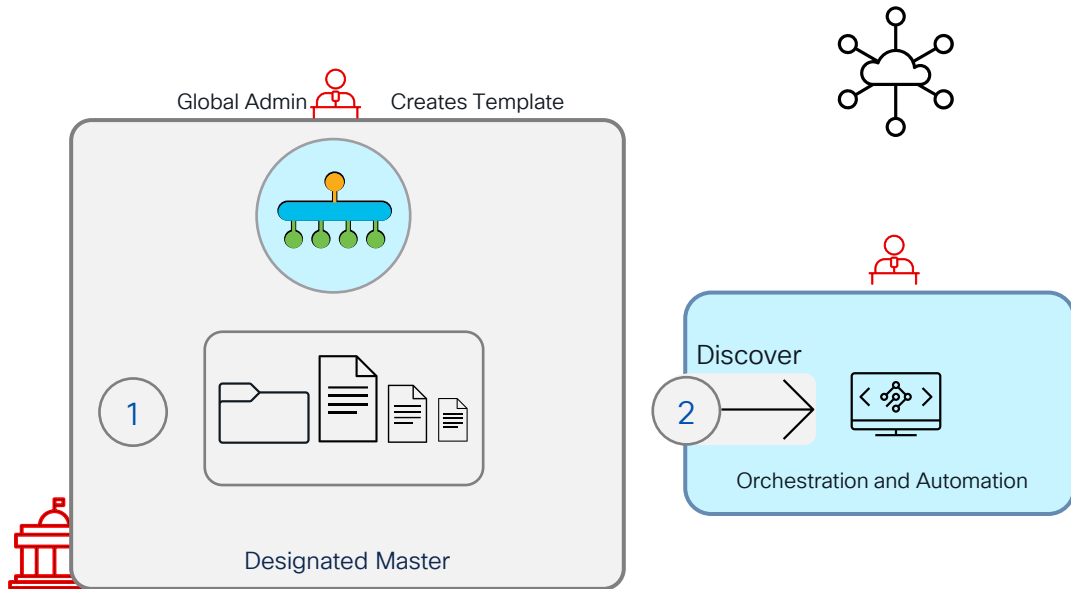 Global Admin
Creates Template
1
Designated Master
Discover
2
Orchestration and Automation